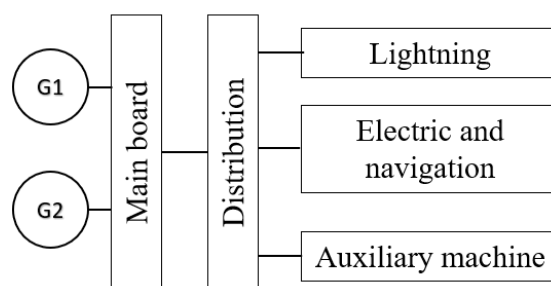 G1
G2
Main board
Distribution
Lightning
Electric and
navigation
Auxiliary machine